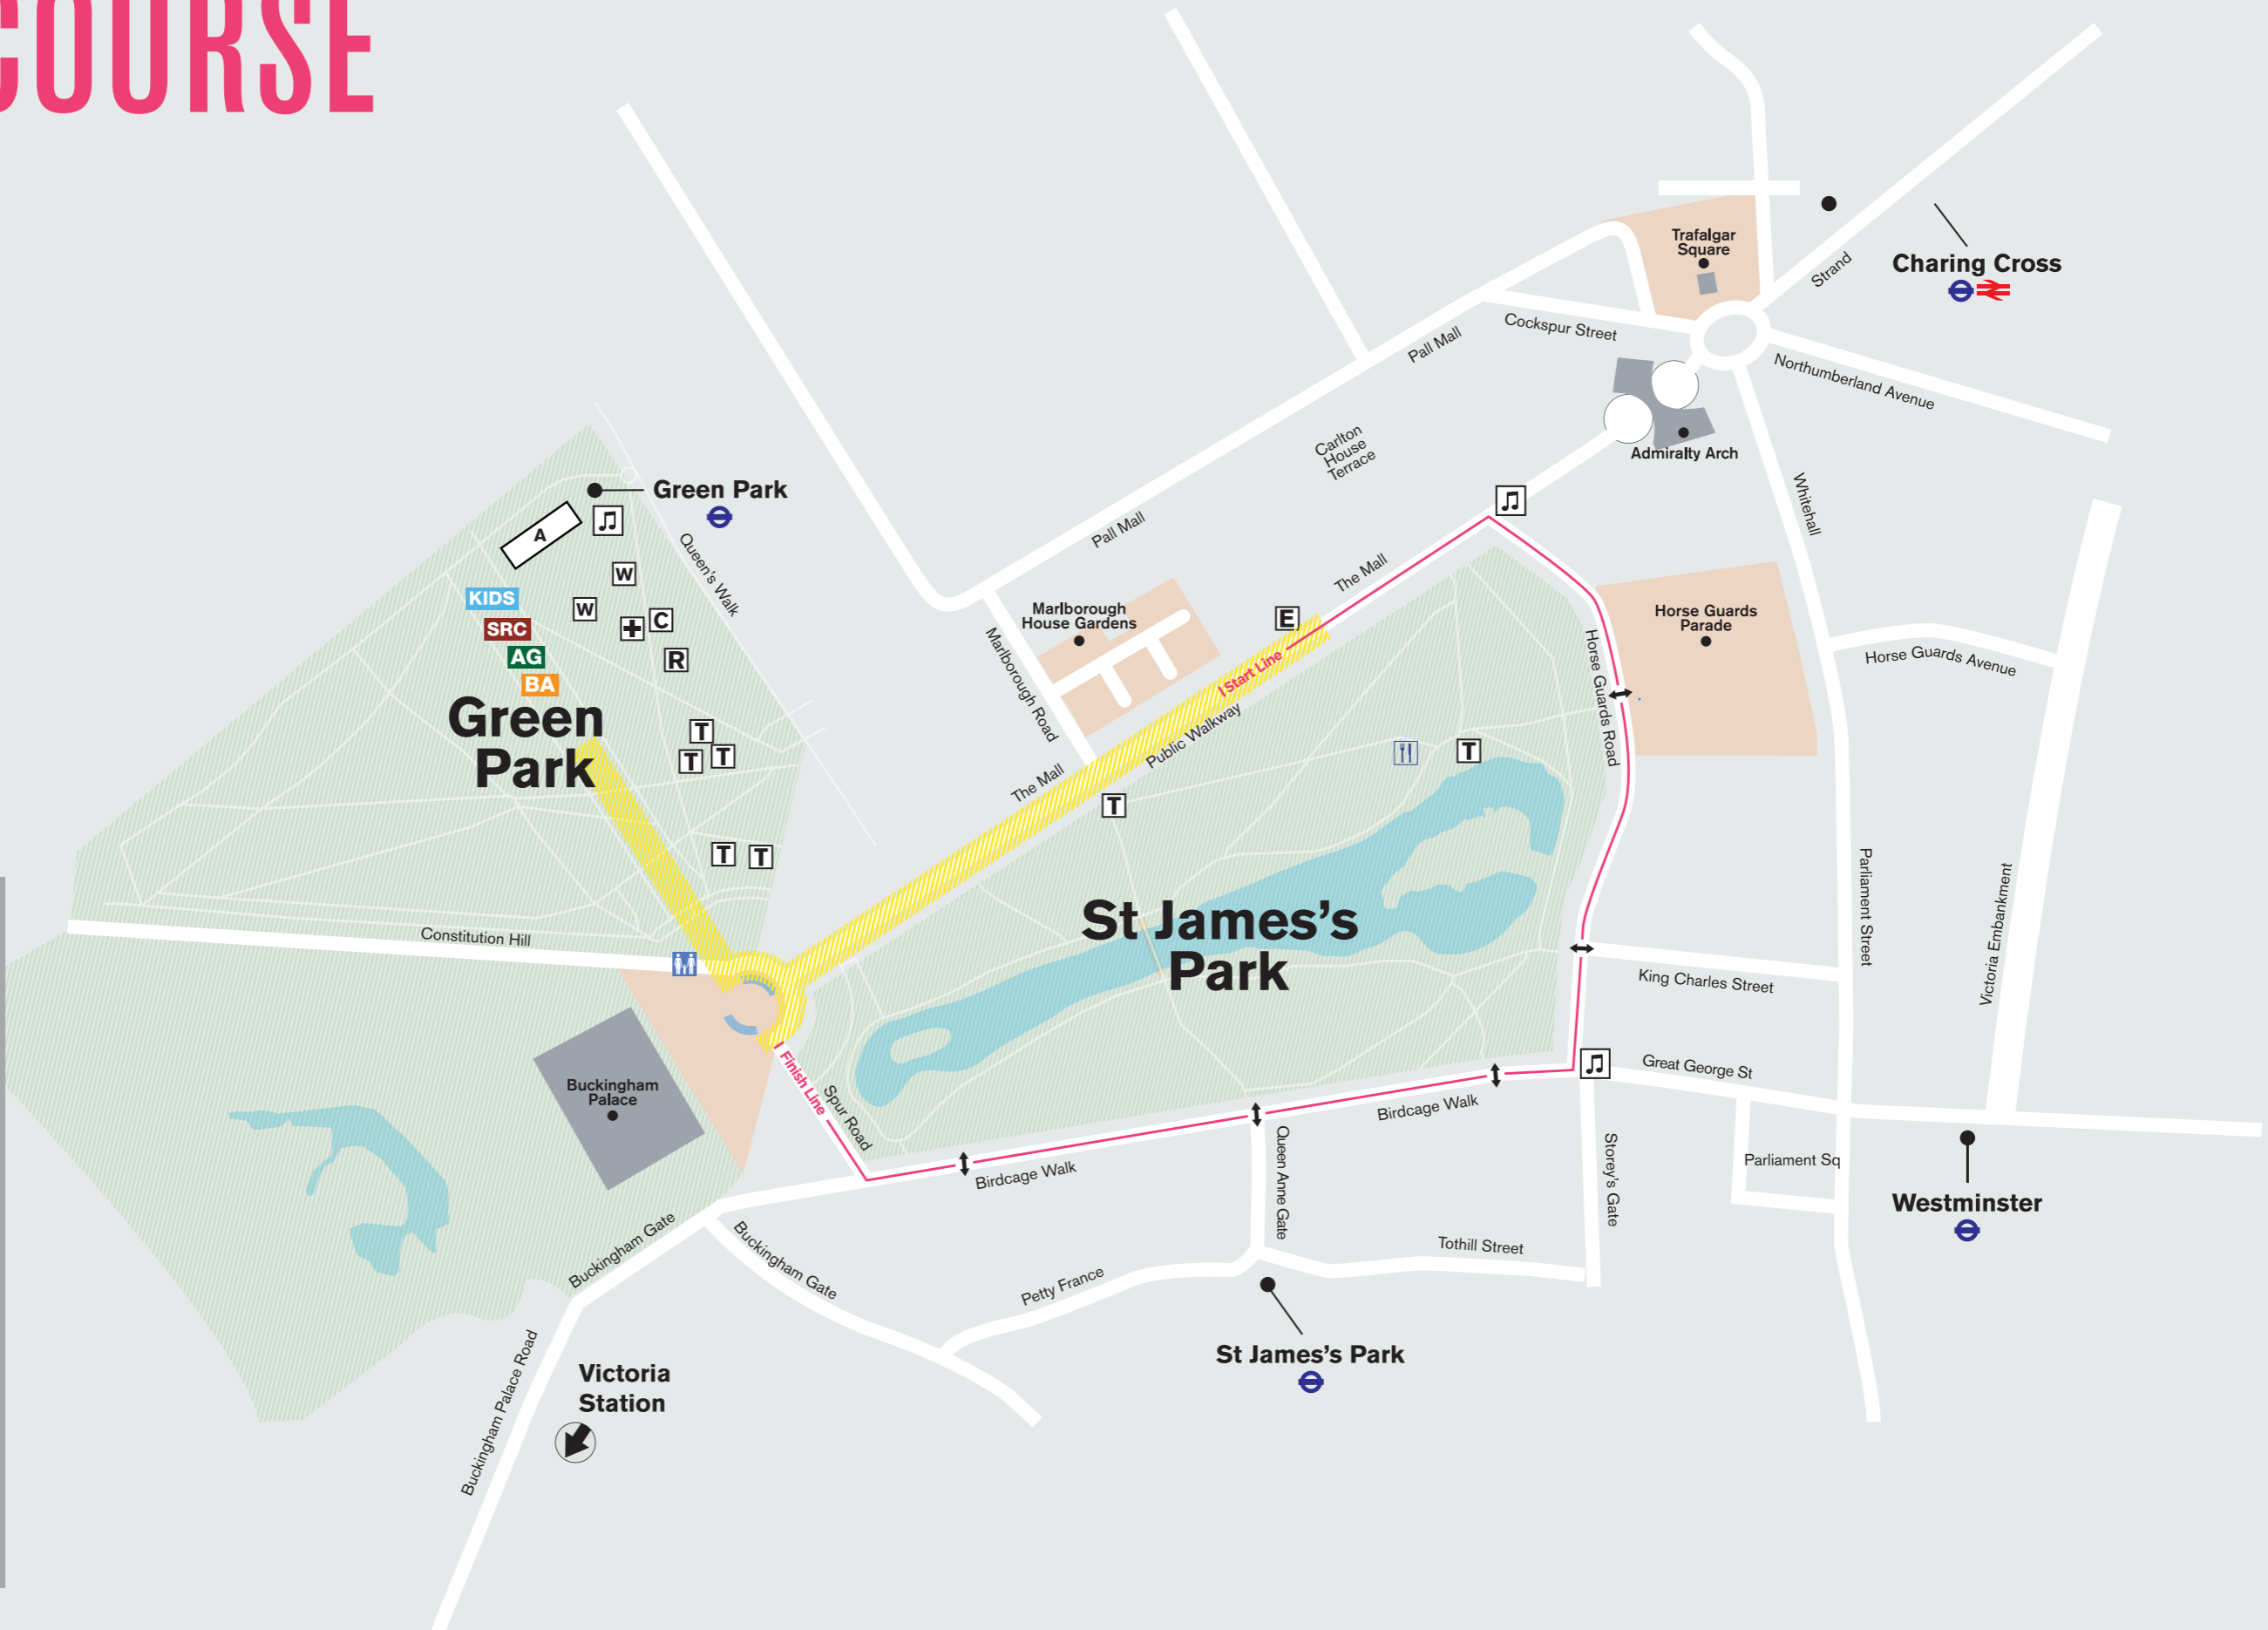 COURSE
Trafalgar
Square
Strand
Charing Cross
Cockspur Street
Pall Mall
Northumberland Avenue
Carlton
House
Terrace
Admiralty Arch
Whitehall
Green Park
A
Queen's Walk
Pall Mall
The Mall
W
KIDS
W
C
SRC
R
AG
BA
Green
Park
Marlborough
House Gardens
Marlborough Road
E
I Start Line
Horse Guards
Parade
Horse Guards Road
Horse Guards Avenue
Public Walkway
The Mall
T
T
T
T
T
T
T
St James’s
Park
Parliament Street
Victoria Embankment
Constitution Hill
King Charles Street
Great George St
Buckingham
Palace
I Finish Line
Spur Road
Birdcage Walk
Birdcage Walk
Queen Anne Gate
Storey's Gate
Parliament Sq
Westminster
Buckingham Gate
Buckingham Gate
Tothill Street
Petty France
St James’s Park
Victoria
Station
Buckingham Palace Road